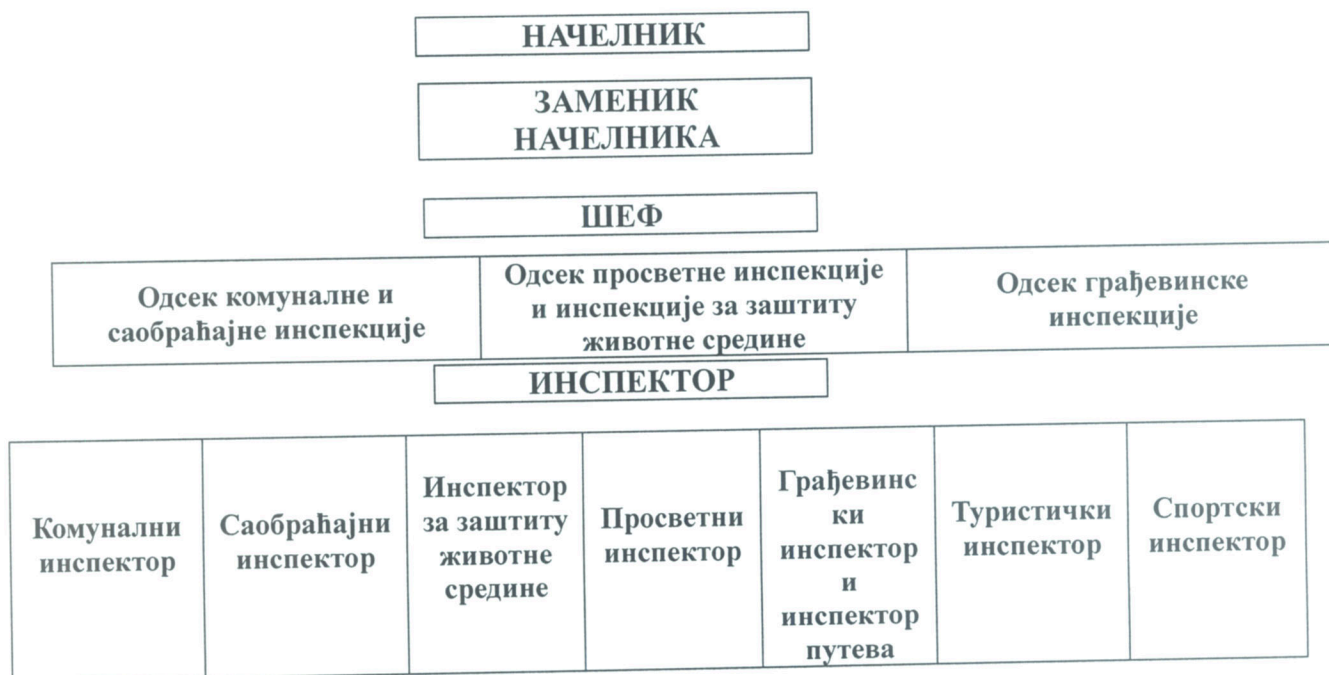 НАЧЕЛНИК
ЗАМЕНИК
НАЧЕЛНИКА
ШЕФ
Одсек комуналне и
саобраћајне инспекције
Одсек просветне инспекције
и инспекције за заштиту
животне средине
Одсек грађевинске
инспекције
ИНСПЕКТОР
Комунални
инспектор
Саобраћајни
инспектор
Инспектор
за заштиту
животне
средине
Просветни
инспектор
Грађевинс
ки
инспектор
и
инспектор
путева
Туристички
инспектор
Спортски
инспектор